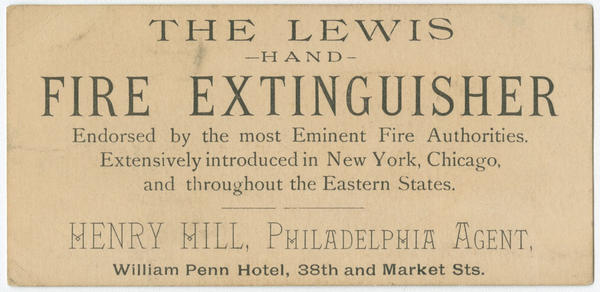 THE LEWIS
-HAND-
FIRE EXTINGUISHER
Endorsed by the most Eminent Fire Authorities.
Extensively introduced in New York, Chicago,
and throughout the Eastern States.
HENRY HILL, PHILADELPHIA AGENT,
William Penn Hotel, 38th and Market Sts.